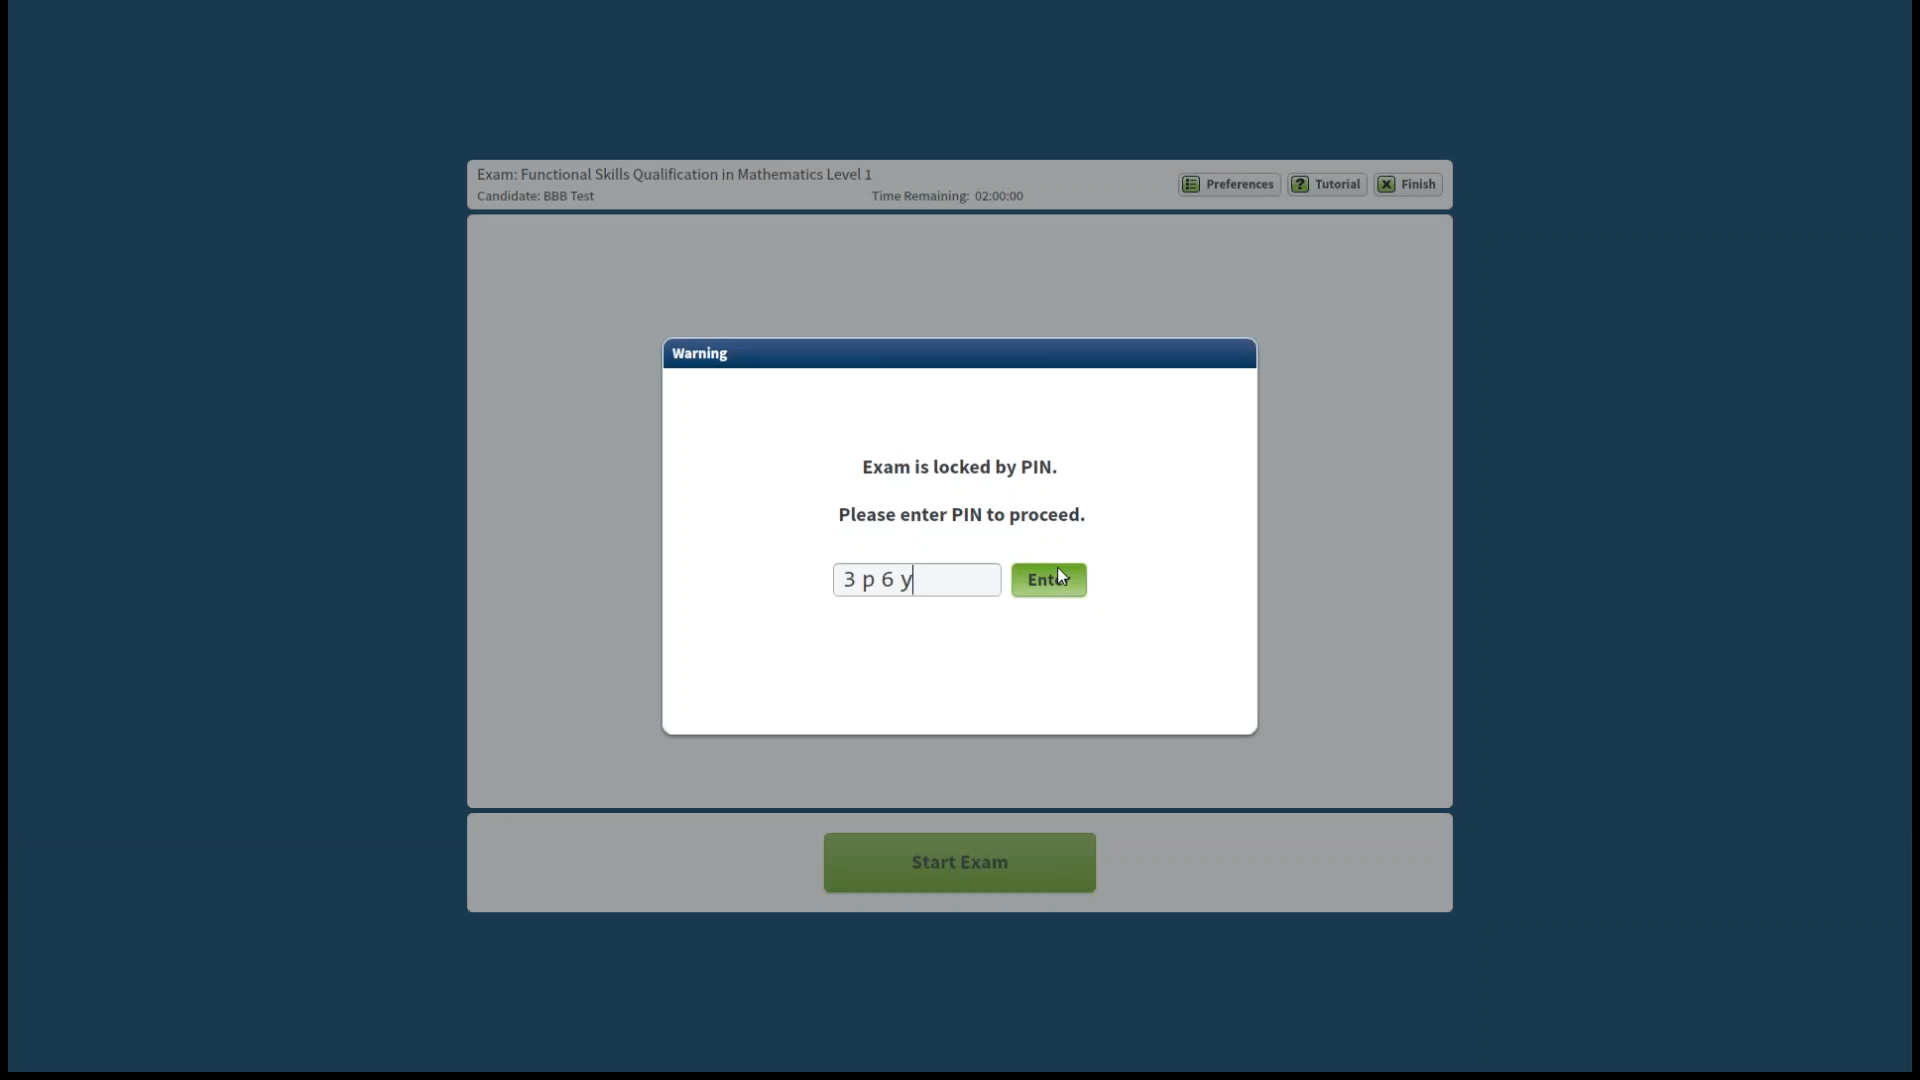 Exam: Functional Skills Qualification in Mathematics Level 1
Candidate: BBB Test
Time Remaining: 02:00:00
Preferences
Tutorial
Finish
Warning
Exam is locked by PIN.
Please enter PIN to proceed.
3 p 6 y
Enter
Start Exam